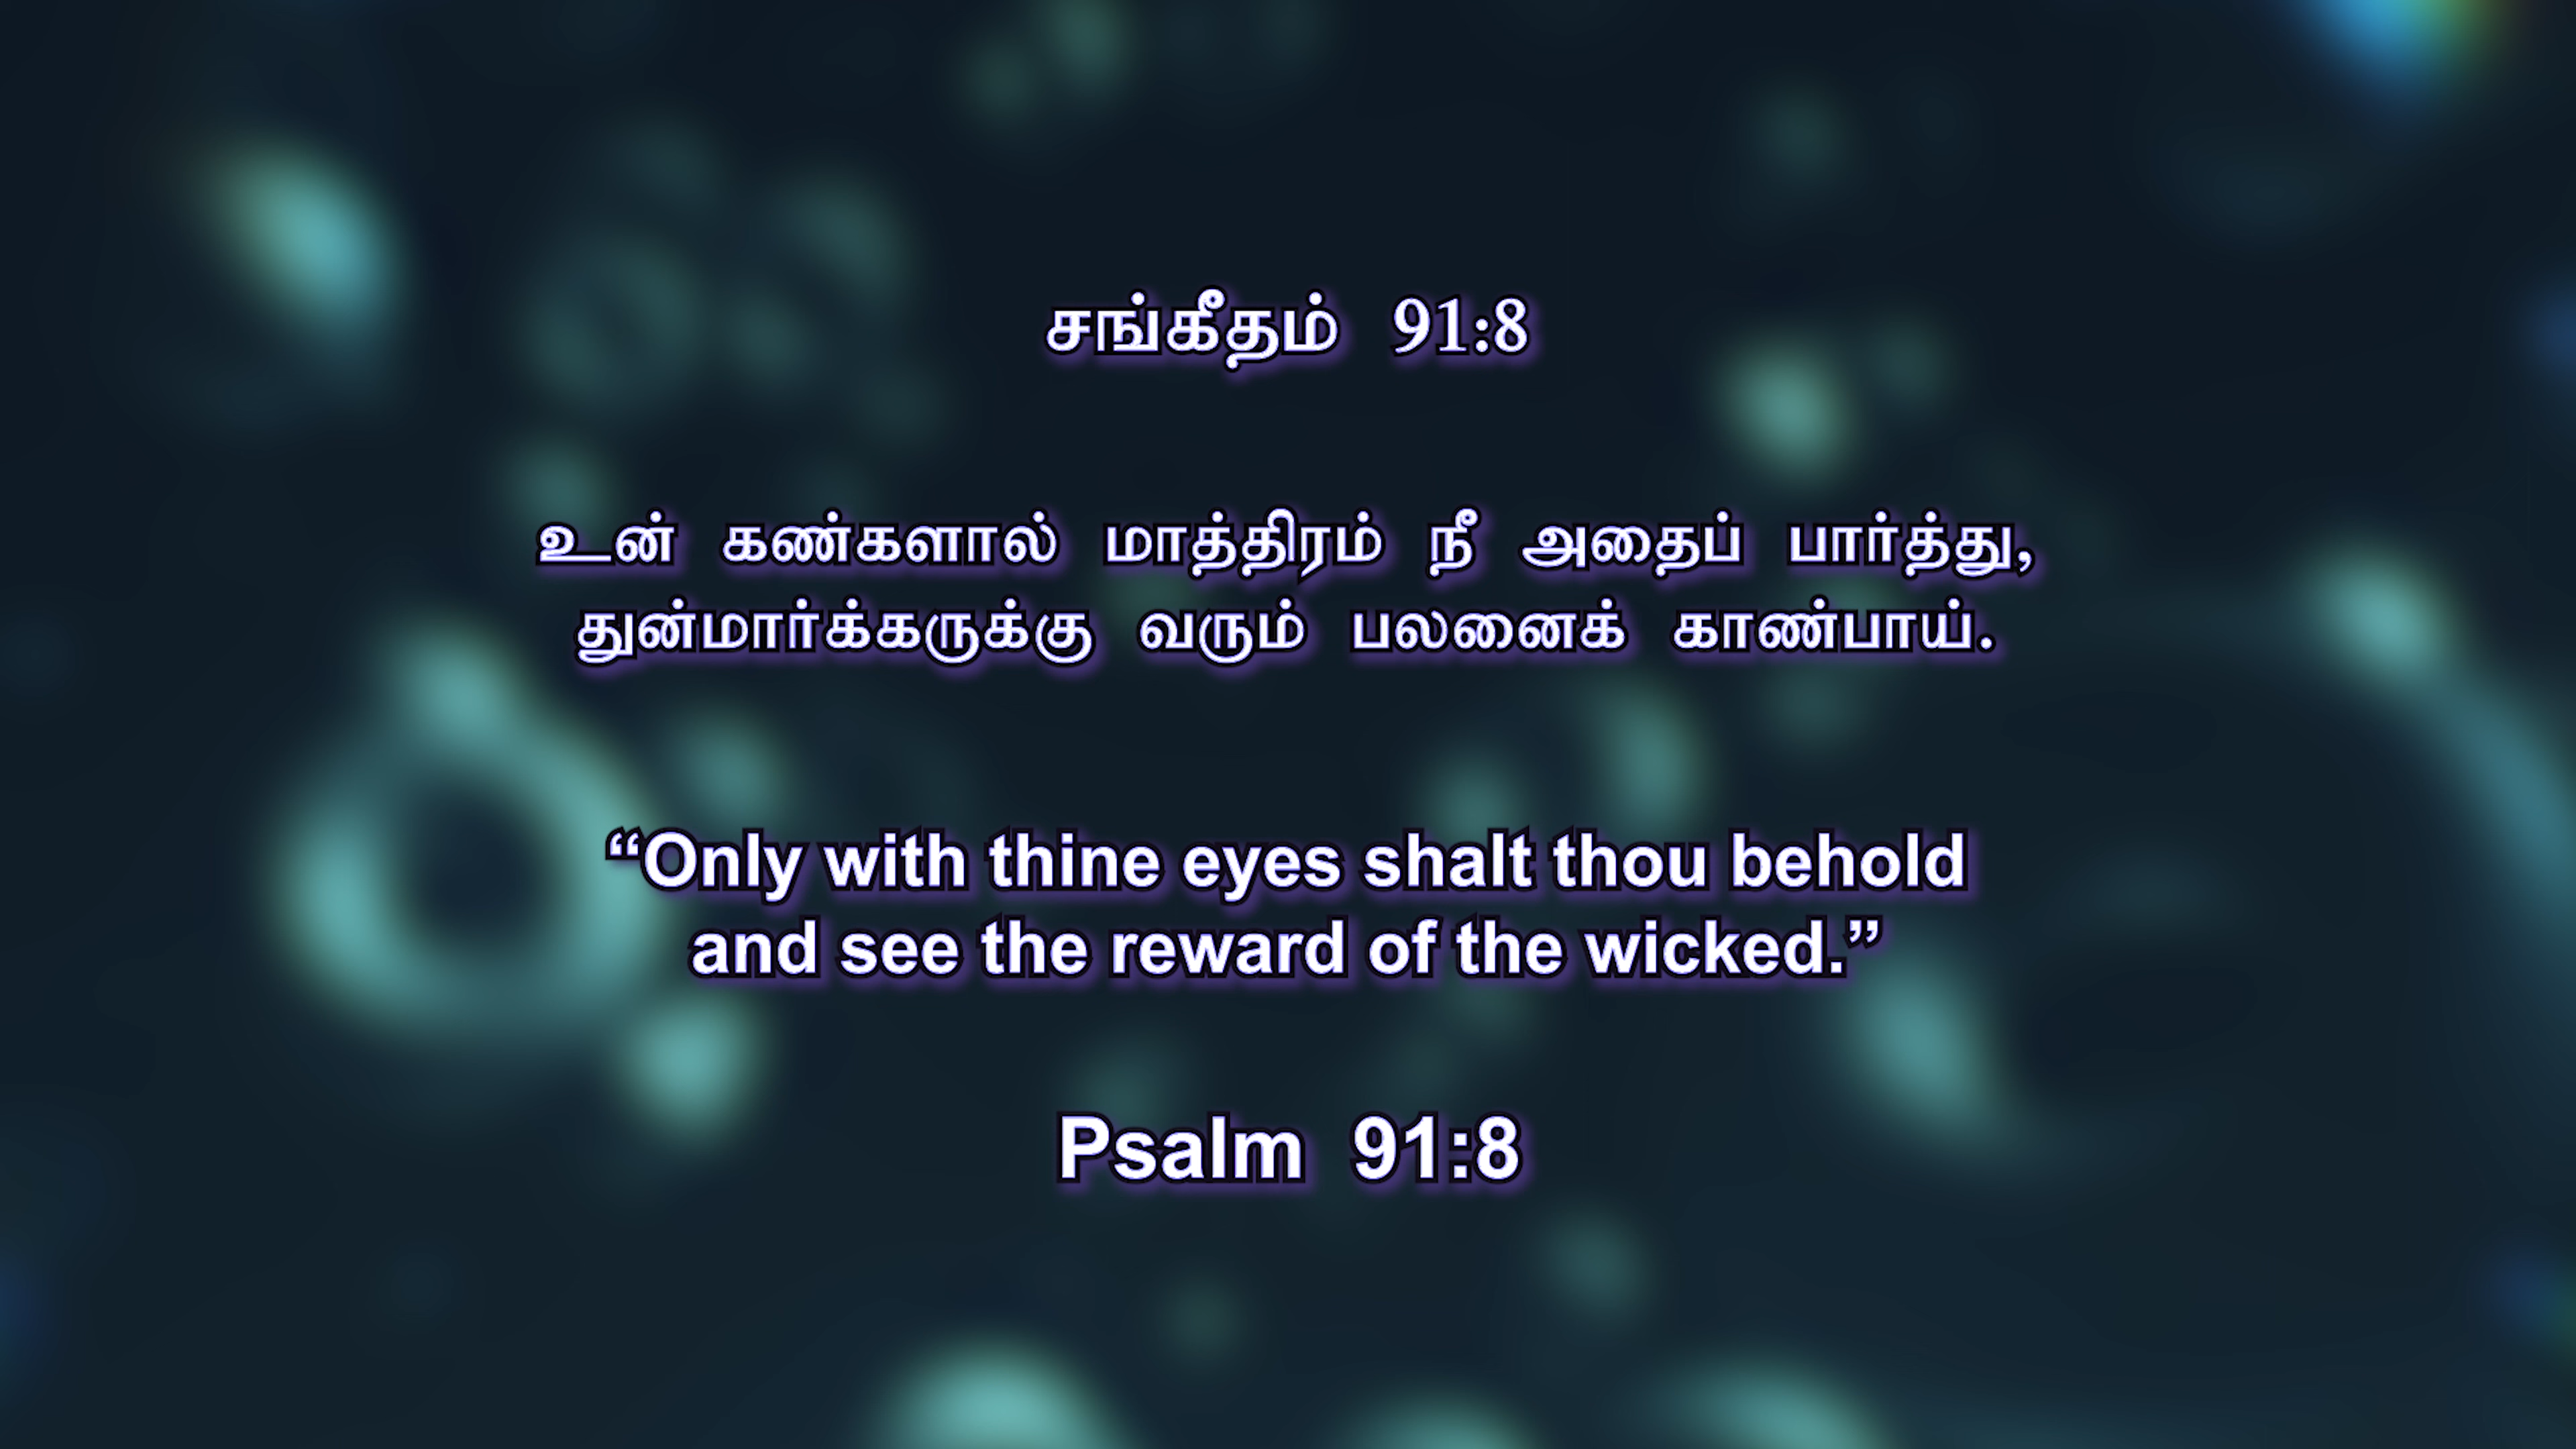 சங்கீதம் 91:8
உன் கண்களால் மாத்திரம் நீ அதைப் பார்த்து,
துன்மார்க்கருக்கு வரும் பலனைக் காண்பாய்.
“Only with thine eyes shalt thou behold
and see the reward of the wicked.”
Psalm 91:8